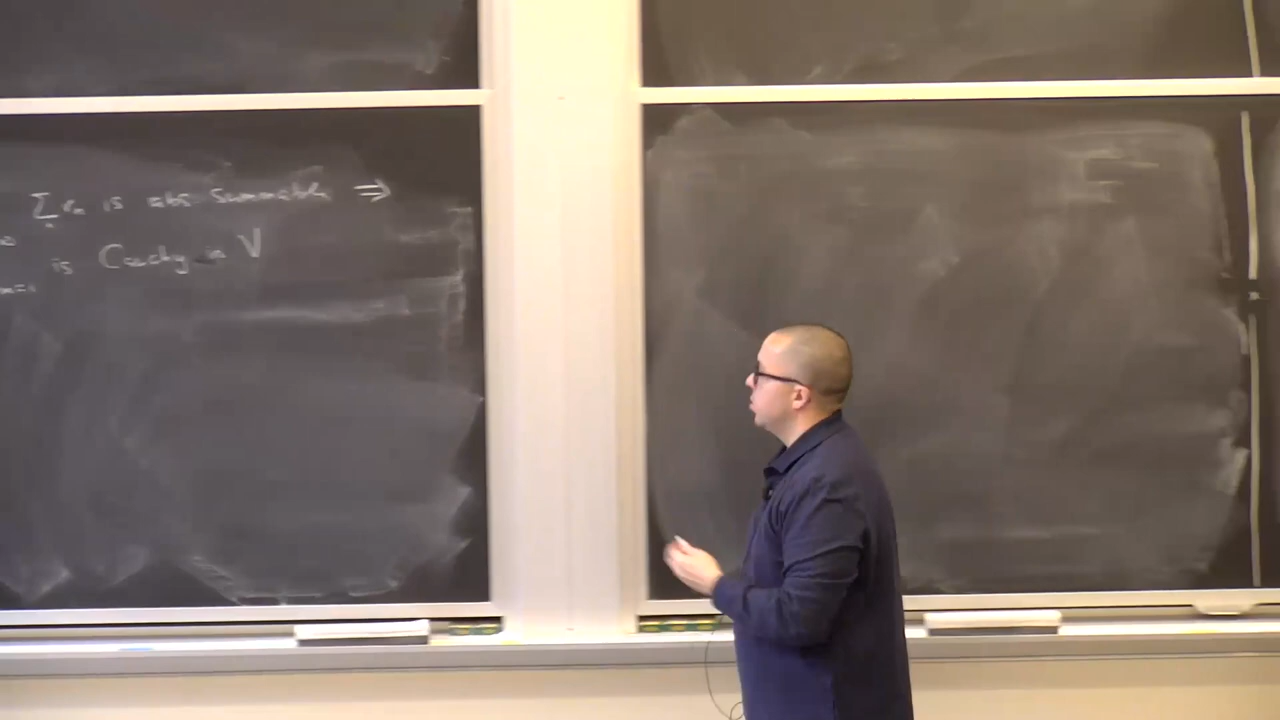 ∑ vₙ is abs summable ⇒
is Cauchy in V